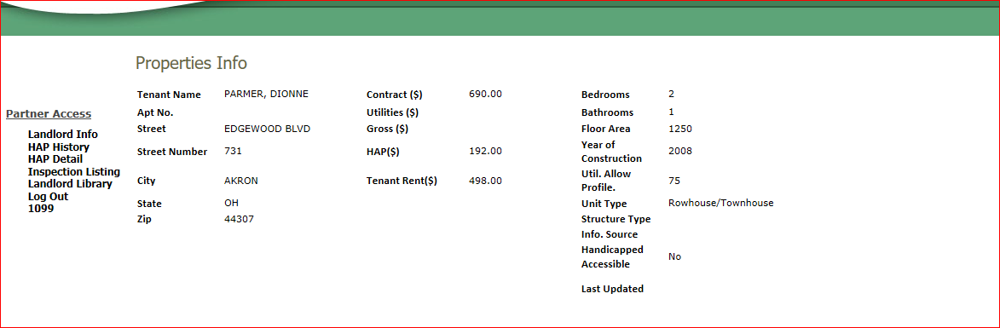 Properties Info
Partner Access
Landlord Info
HAP History
HAP Detail
Inspection Listing
Landlord Library
Log Out
1099
Tenant Name PARMER, DIONNE Contract ($) 690.00 Bedrooms 2
Apt No. Utilities ($) Bathrooms 1
Street EDGEWOOD BLVD Gross ($) Floor Area 1250
Street Number 731 HAP($) 192.00 Year of
Construction 2008
City AKRON Tenant Rent($) 498.00 Util. Allow
Profile. 75
State OH Unit Type Rowhouse/Townhouse
Zip 44307 Structure Type
Info. Source
Handicapped
Accessible No
Last Updated